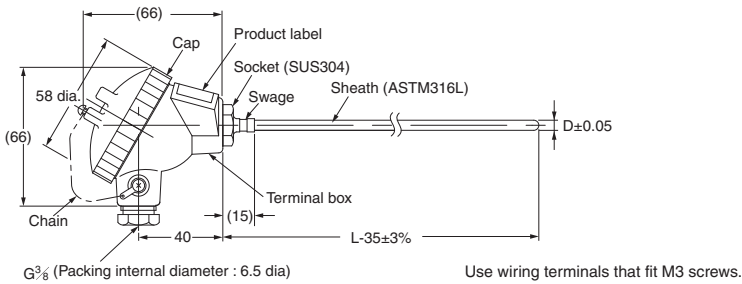 (66)
Cap
Product label
Socket (SUS304)
Swage
Sheath (ASTM316L)
58 dia.
(66)
D±0.05
Terminal box
Chain
(15)
40
L-35±3%
G3⁄8 (Packing internal diameter : 6.5 dia)
Use wiring terminals that fit M3 screws.